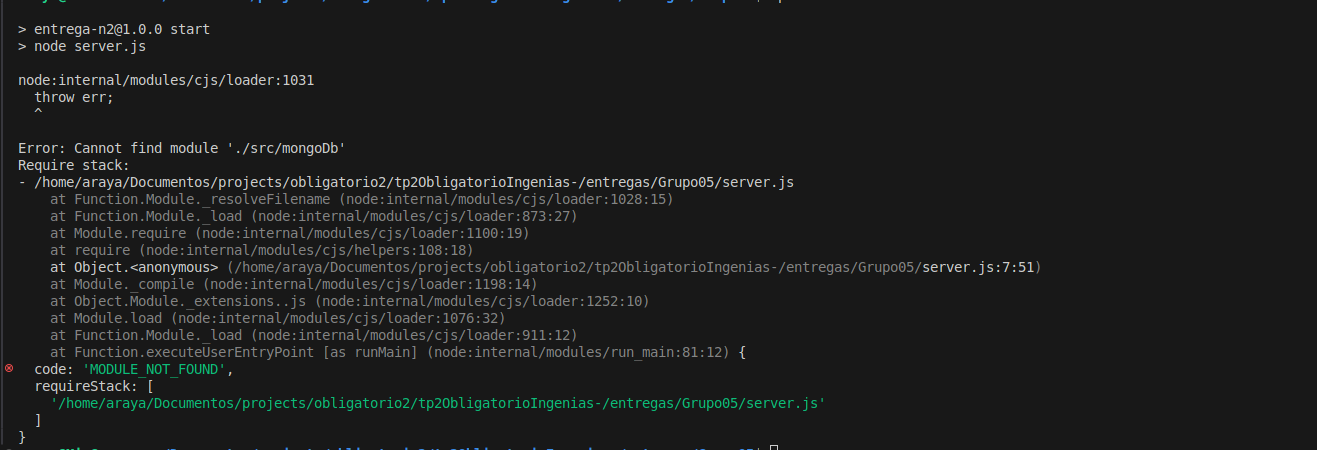 > entrega-n2@1.0.0 start
> node server.js
node:internal/modules/cjs/loader:1031
throw err;
^
Error: Cannot find module './src/mongoDb'
Require stack:
- /home/araya/Documentos/projects/obligatorio2/tp2ObligatorioIngenias-/entregas/Grupo05/server.js
at Function.Module._resolveFilename (node:internal/modules/cjs/loader:1028:15)
at Function.Module._load (node:internal/modules/cjs/loader:873:27)
at Module.require (node:internal/modules/cjs/loader:1100:19)
at require (node:internal/modules/cjs/helpers:108:18)
at Object.<anonymous> (/home/araya/Documentos/projects/obligatorio2/tp2ObligatorioIngenias-/entregas/Grupo05/server.js:7:51)
at Module._compile (node:internal/modules/cjs/loader:1198:14)
at Object.Module._extensions..js (node:internal/modules/cjs/loader:1252:10)
at Module.load (node:internal/modules/cjs/loader:1076:32)
at Function.Module._load (node:internal/modules/cjs/loader:911:12)
at Function.executeUserEntryPoint [as runMain] (node:internal/modules/run_main:81:12) {
code: 'MODULE_NOT_FOUND',
requireStack: [
'/home/araya/Documentos/projects/obligatorio2/tp2ObligatorioIngenias-/entregas/Grupo05/server.js'
]
}